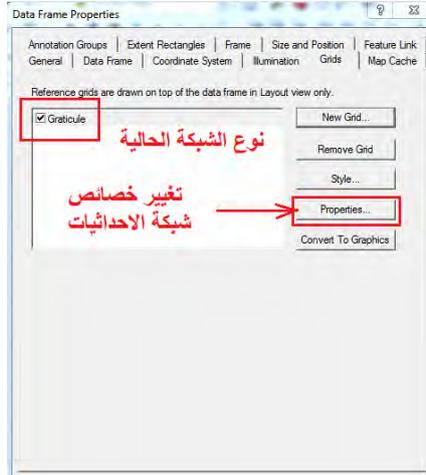 Data Frame Properties
Annotation Groups Extent Rectangles Frame Size and Position Feature Link
General Data Frame Coordinate System Illumination Grids Map Cache
Reference grids are drawn on top of the data frame in Layout view only.
Graticule
New Grid...
نوع الشبكة الحالية
Remove Grid
Style...
تغيير خصائص
شبكة الاحداثيات
Properties...
Convert To Graphics